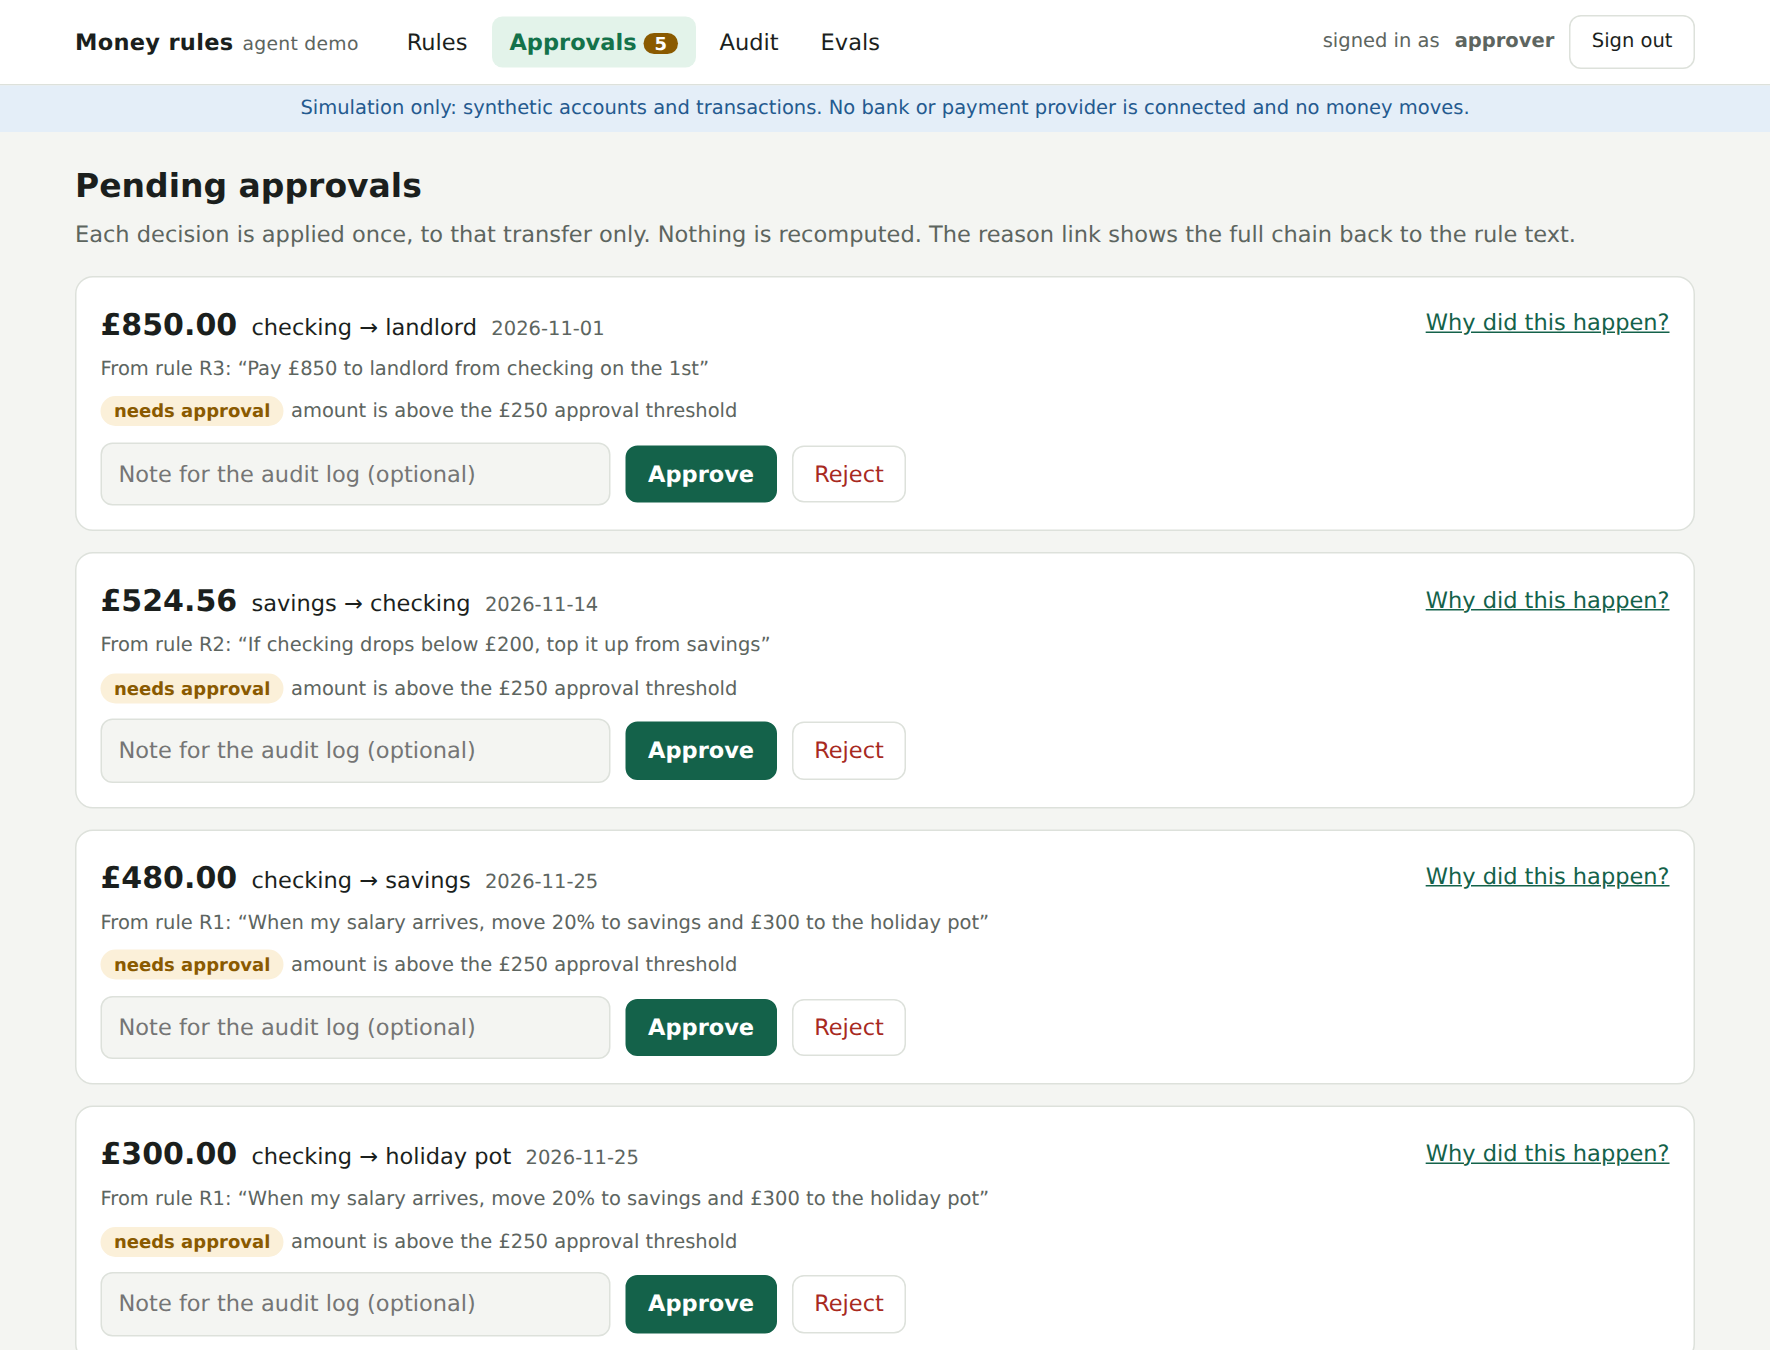 Money rules agent demo Rules Approvals 5 Audit Evals signed in as approver Sign out
Simulation only: synthetic accounts and transactions. No bank or payment provider is connected and no money moves.
Pending approvals
Each decision is applied once, to that transfer only. Nothing is recomputed. The reason link shows the full chain back to the rule text.
£850.00 checking → landlord 2026-11-01 Why did this happen?
From rule R3: “Pay £850 to landlord from checking on the 1st”
needs approval amount is above the £250 approval threshold
Note for the audit log (optional) Approve Reject
£524.56 savings → checking 2026-11-14 Why did this happen?
From rule R2: “If checking drops below £200, top it up from savings”
needs approval amount is above the £250 approval threshold
Note for the audit log (optional) Approve Reject
£480.00 checking → savings 2026-11-25 Why did this happen?
From rule R1: “When my salary arrives, move 20% to savings and £300 to the holiday pot”
needs approval amount is above the £250 approval threshold
Note for the audit log (optional) Approve Reject
£300.00 checking → holiday pot 2026-11-25 Why did this happen?
From rule R1: “When my salary arrives, move 20% to savings and £300 to the holiday pot”
needs approval amount is above the £250 approval threshold
Note for the audit log (optional) Approve Reject